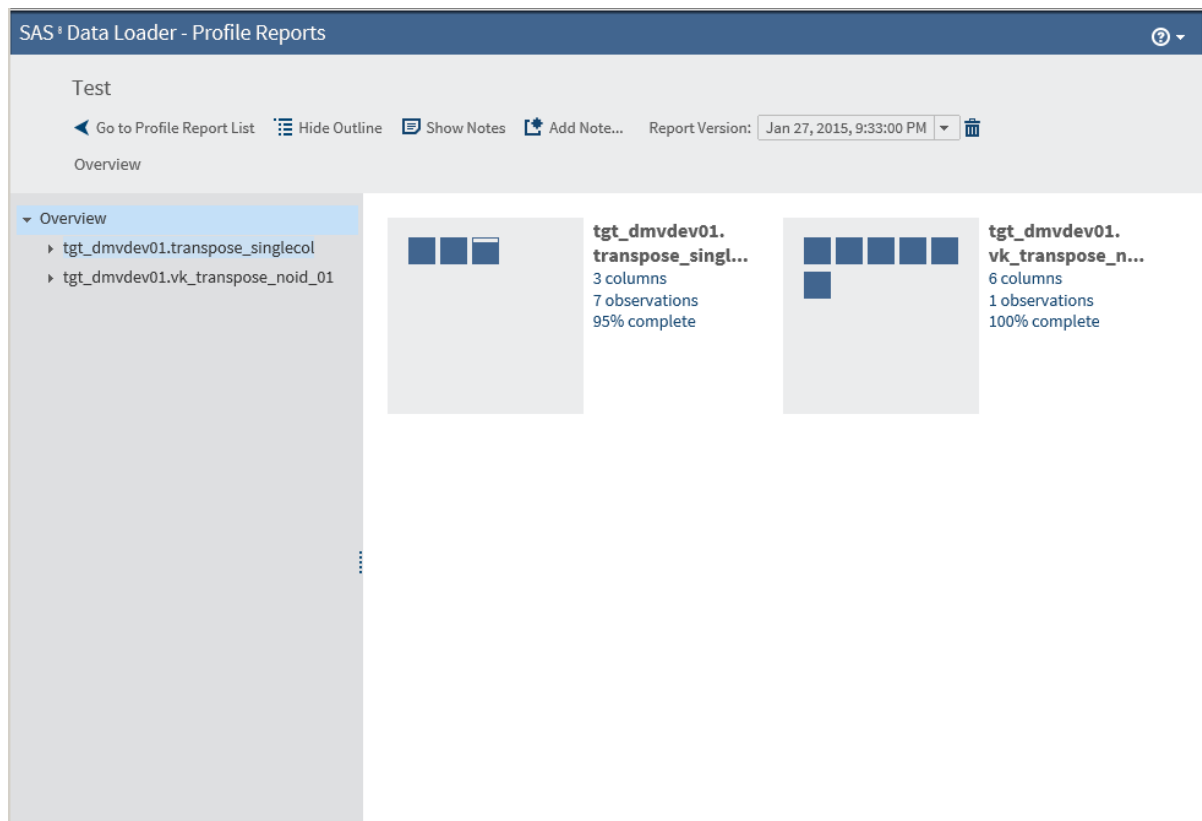 SAS® Data Loader - Profile Reports
Test
Go to Profile Report List Hide Outline Show Notes Add Note... Report Version: Jan 27, 2015, 9:33:00 PM
Overview
Overview
tgt_dmvdev01.transpose_singlecol
tgt_dmvdev01.vk_transpose_noid_01
tgt_dmvdev01.
transpose_singl...
3 columns
7 observations
95% complete
tgt_dmvdev01.
vk_transpose_n...
6 columns
1 observations
100% complete